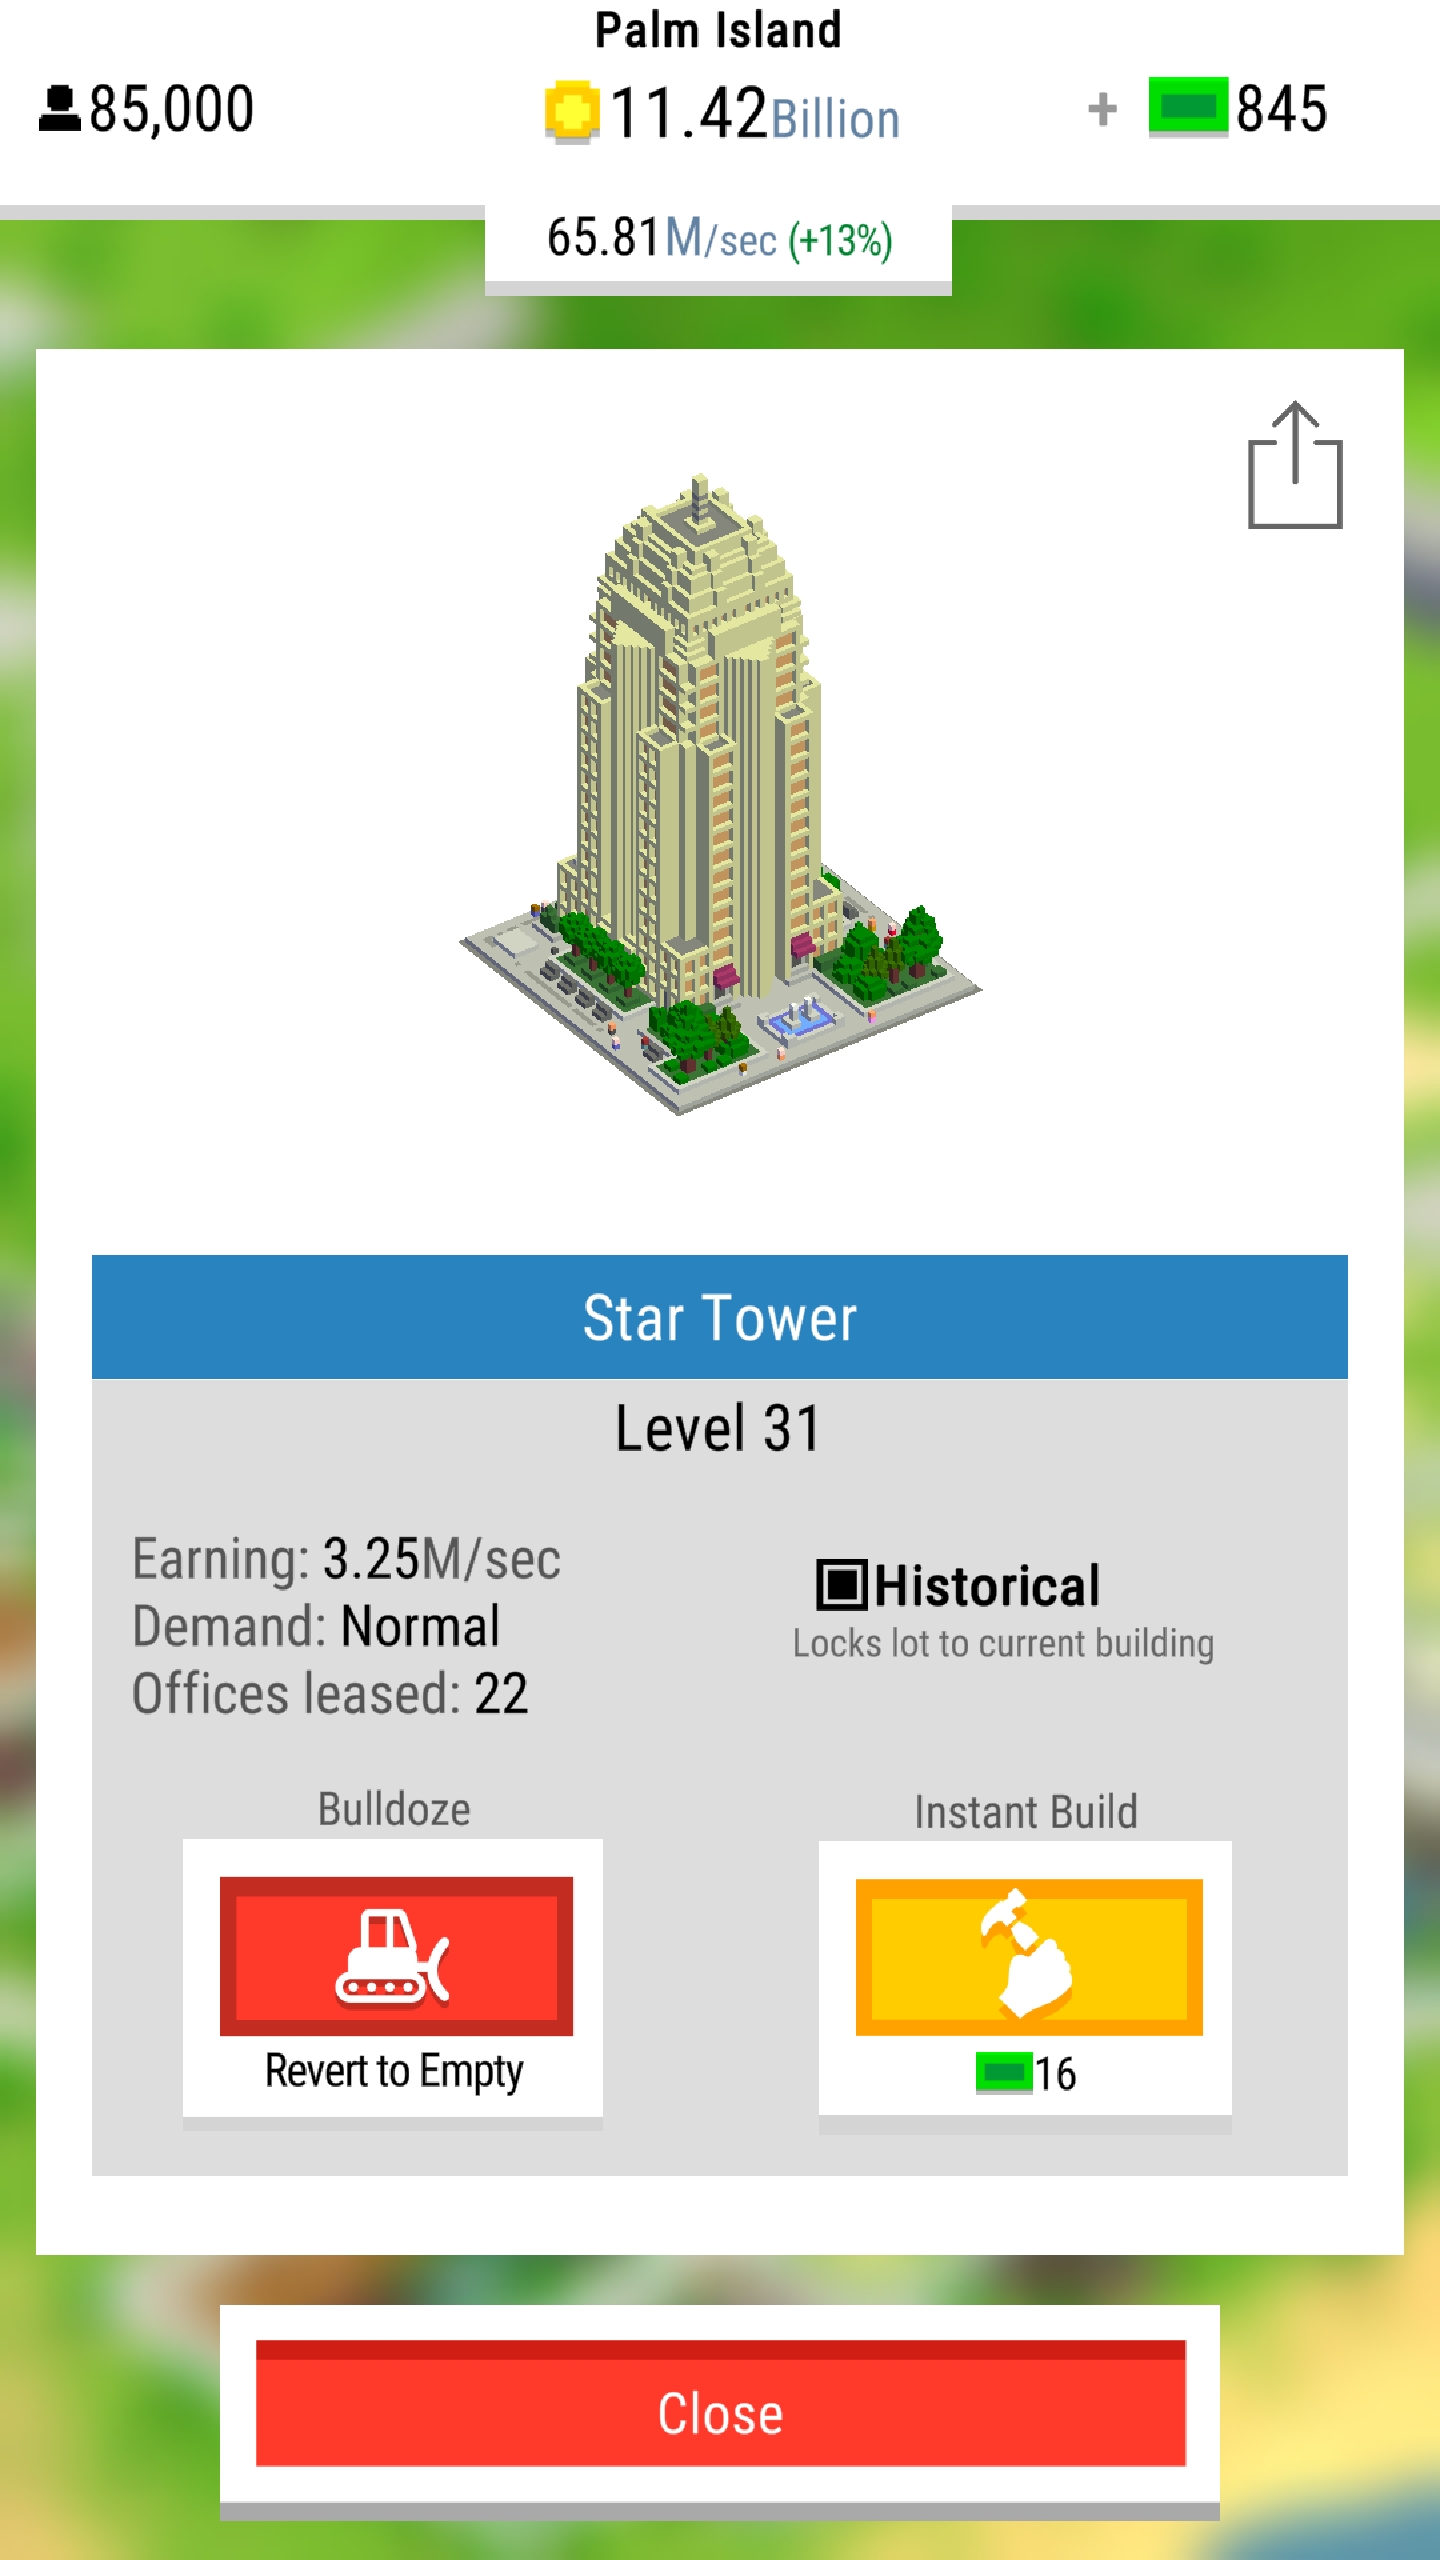 Palm Island
85,000
11.42Billion
+ 845
65.81M/sec (+13%)
Star Tower
Level 31
Earning: 3.25M/sec
Demand: Normal
Offices leased: 22
Historical
Locks lot to current building
Bulldoze
Revert to Empty
Instant Build
16
Close